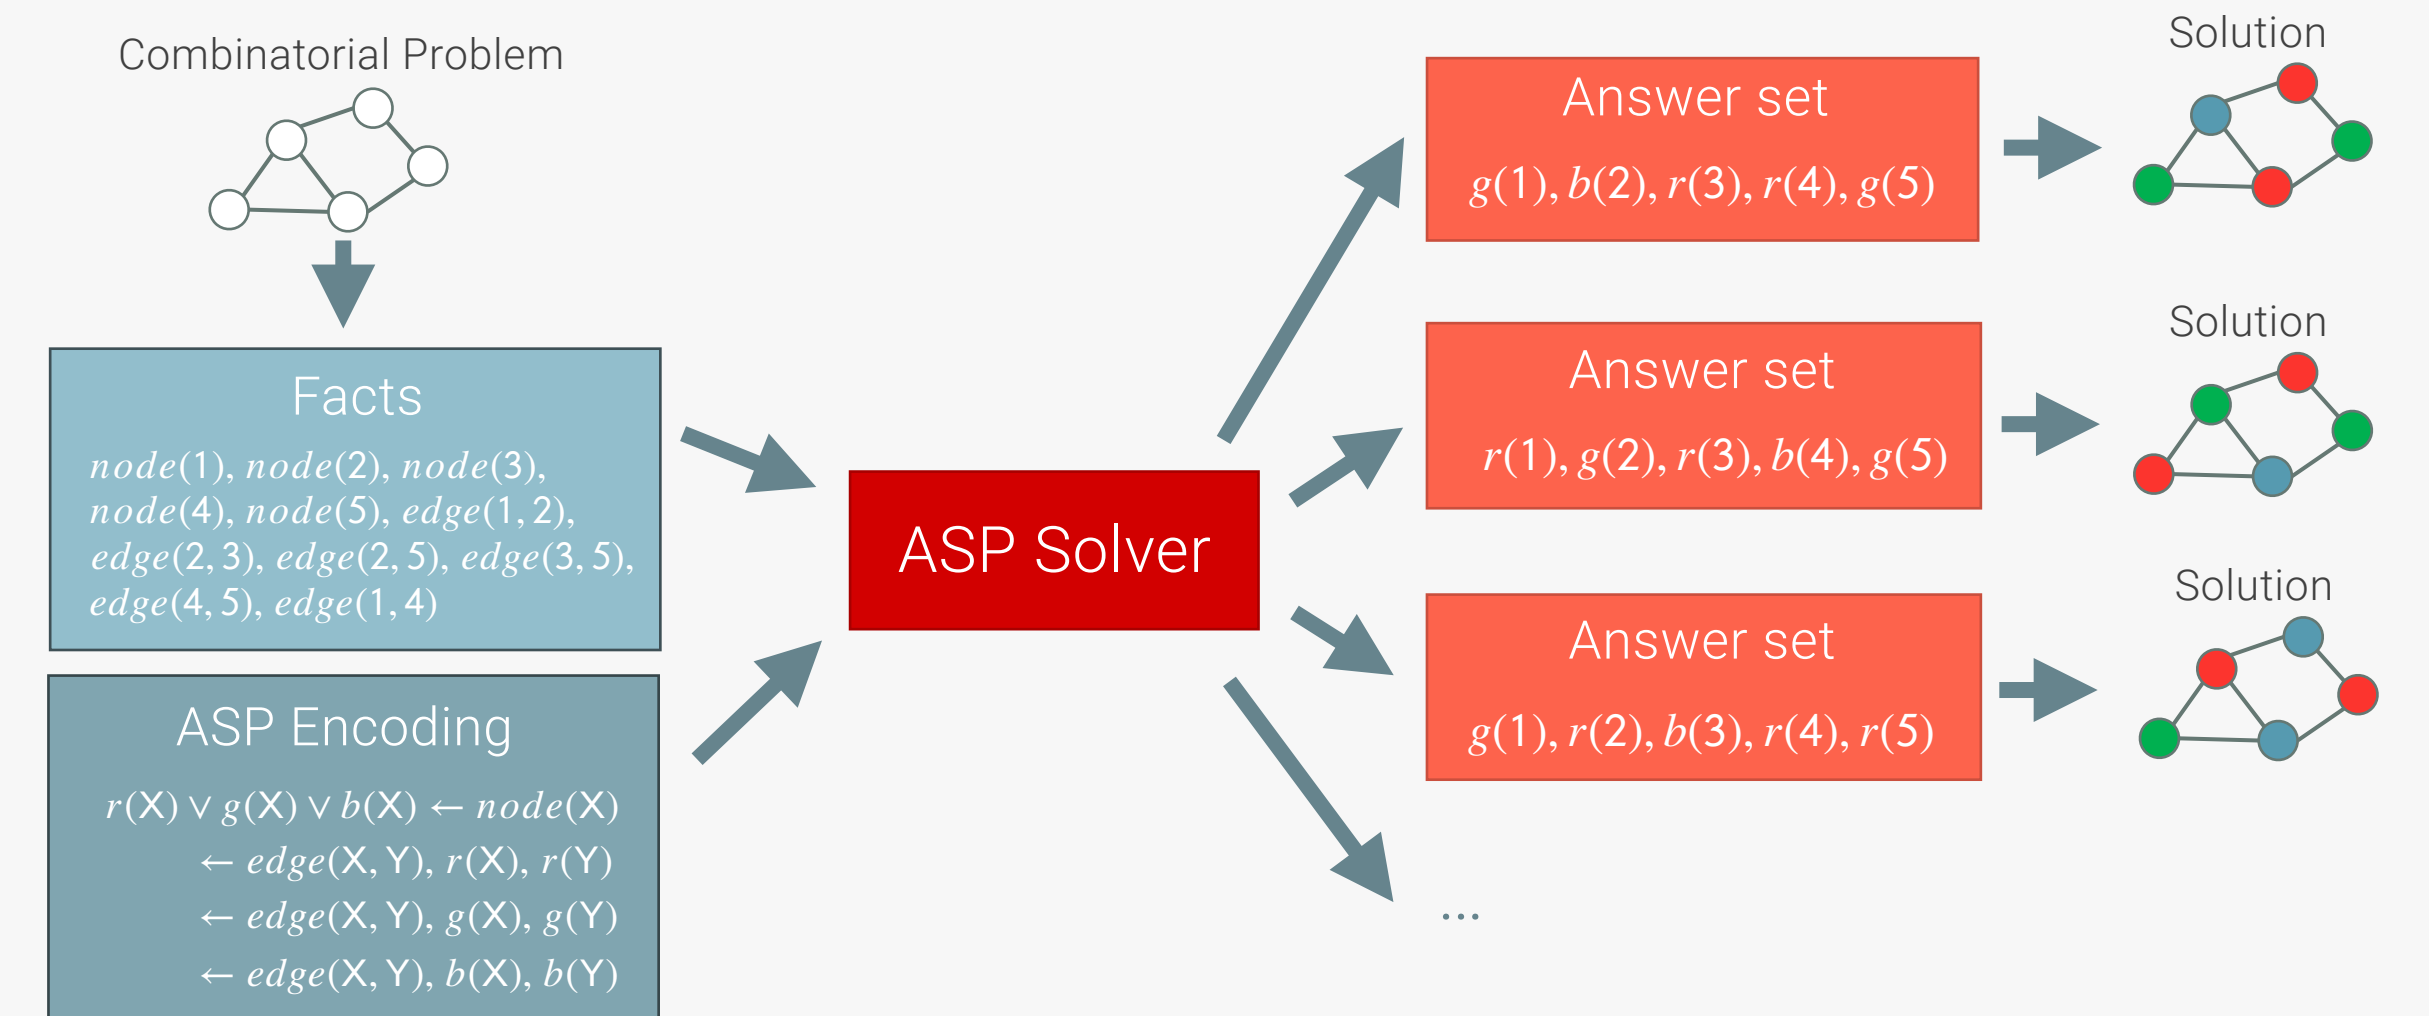 Combinatorial Problem
Facts
node(1), node(2), node(3),
node(4), node(5), edge(1, 2),
edge(2, 3), edge(2, 5), edge(3, 5),
edge(4, 5), edge(1, 4)
ASP Encoding
r(X) ∨ g(X) ∨ b(X) ← node(X)
← edge(X, Y), r(X), r(Y)
← edge(X, Y), g(X), g(Y)
← edge(X, Y), b(X), b(Y)
ASP Solver
Answer set
g(1), b(2), r(3), r(4), g(5)
Solution
Answer set
r(1), g(2), r(3), b(4), g(5)
Solution
Answer set
g(1), r(2), b(3), r(4), r(5)
Solution
...